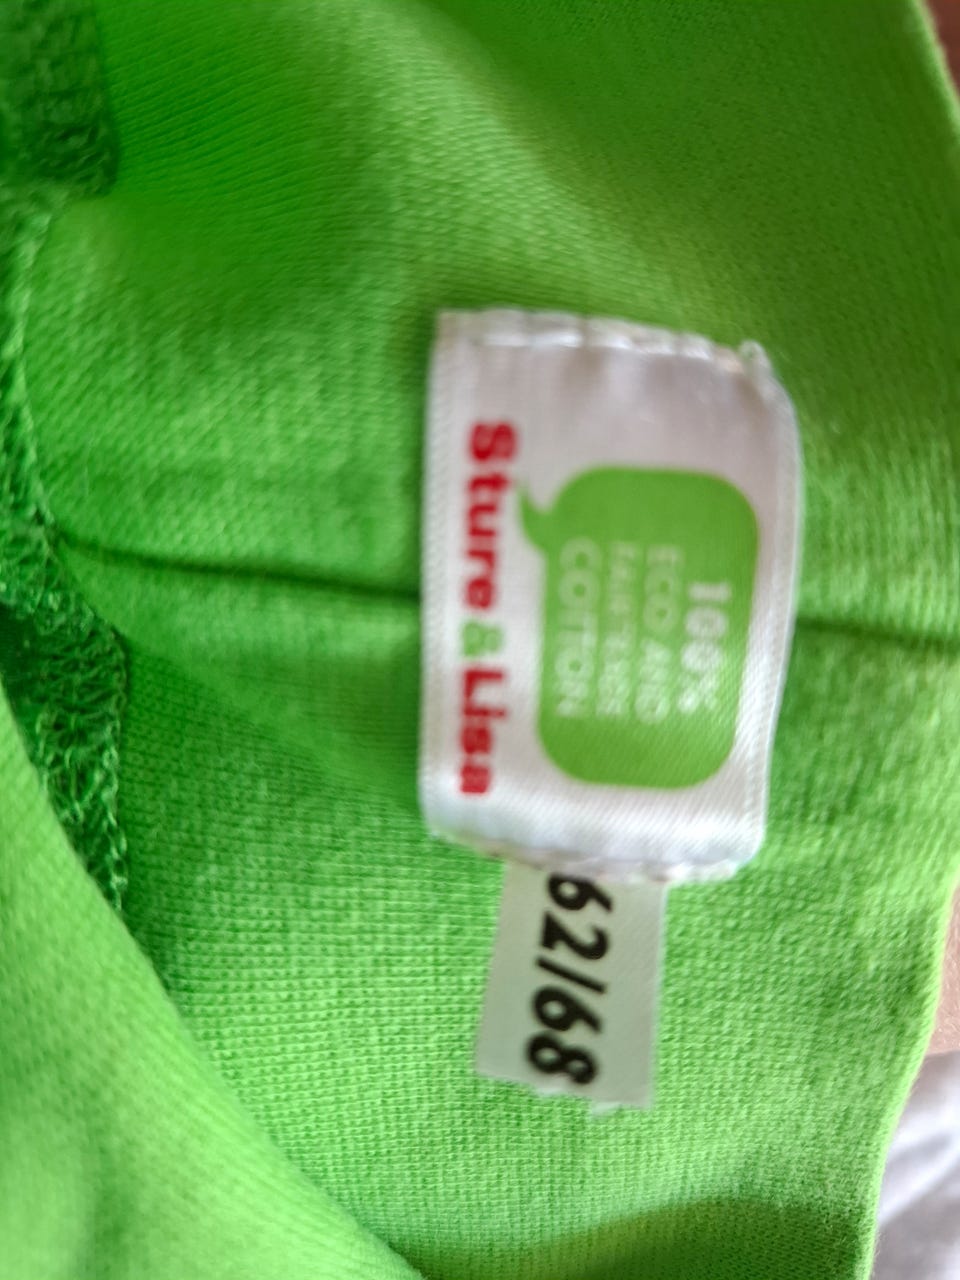 100%
ECO AND
FAIRTRADE
COTTON
Sture & Lisa
62/68